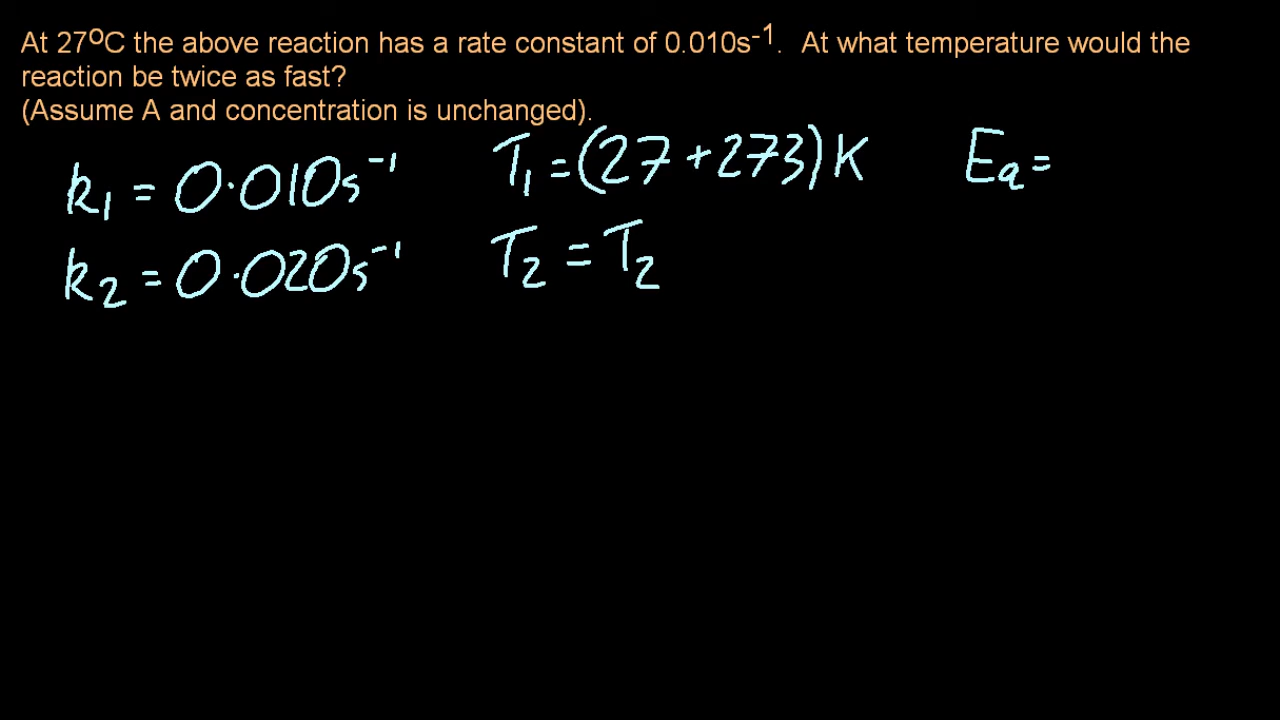 At 27ºC the above reaction has a rate constant of 0.010s⁻¹. At what temperature would the
reaction be twice as fast?
(Assume A and concentration is unchanged).
k₁ = 0·010s⁻¹ T₁ = (27 + 273) K Eₐ =
k₂ = 0·020s⁻¹ T₂ = T₂